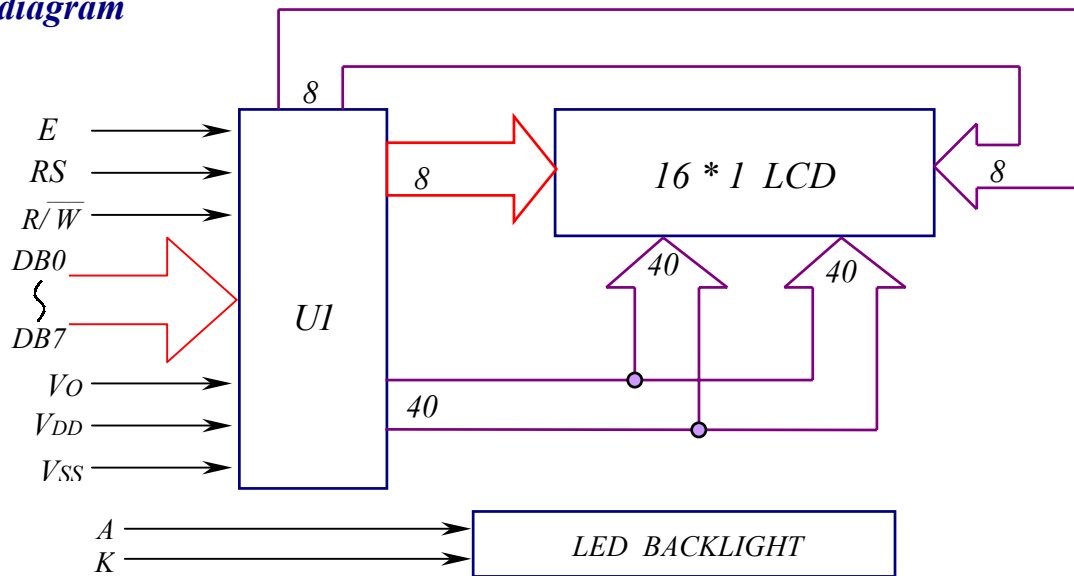 diagram
8
E
RS
R/W̅
DB0
DB7
VO
VDD
VSS
U1
8
16 * 1 LCD
8
40
40
40
A
K
LED BACKLIGHT